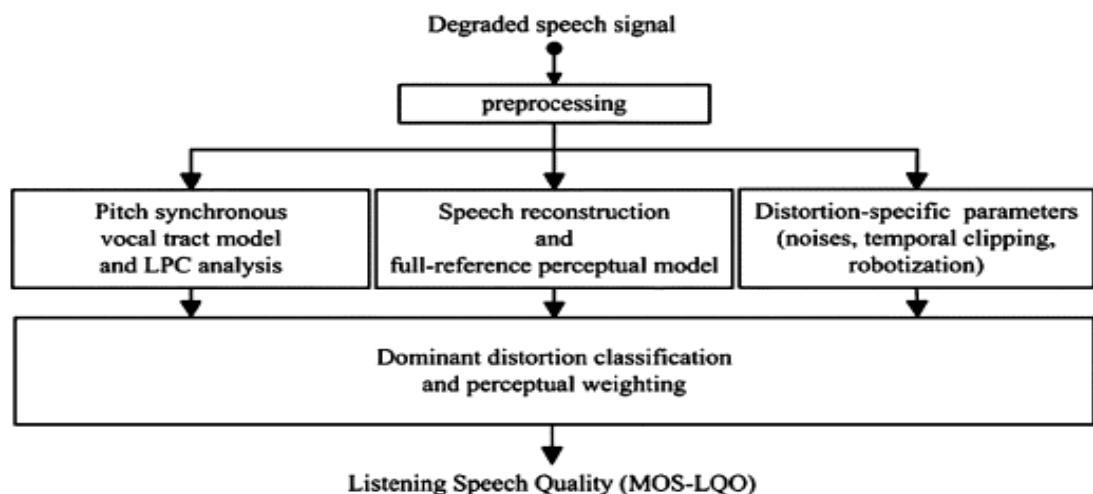 Degraded speech signal
preprocessing
Pitch synchronous
vocal tract model
and LPC analysis
Speech reconstruction
and
full-reference perceptual model
Distortion-specific parameters
(noises, temporal clipping,
robotization)
Dominant distortion classification
and perceptual weighting
Listening Speech Quality (MOS-LQO)